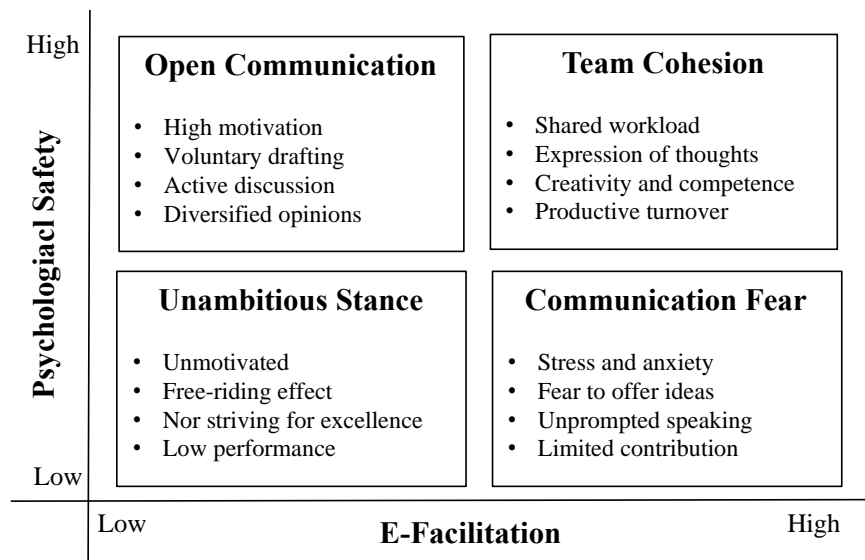 High
Psychologiacl Safety
Low
Open Communication
• High motivation
• Voluntary drafting
• Active discussion
• Diversified opinions
Team Cohesion
• Shared workload
• Expression of thoughts
• Creativity and competence
• Productive turnover
Unambitious Stance
• Unmotivated
• Free-riding effect
• Nor striving for excellence
• Low performance
Communication Fear
• Stress and anxiety
• Fear to offer ideas
• Unprompted speaking
• Limited contribution
Low
E-Facilitation
High